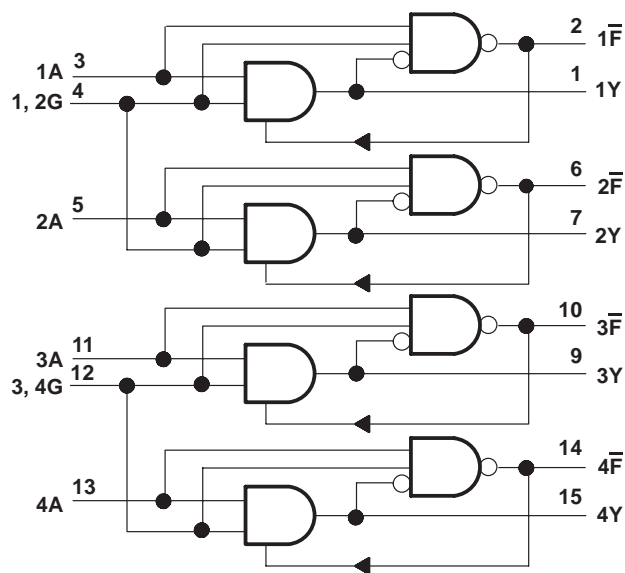 2 1F̅
1A 3
1, 2G 4
1 1Y
6 2F̅
2A 5
7 2Y
10 3F̅
3A 11
3, 4G 12
9 3Y
14 4F̅
4A 13
15 4Y